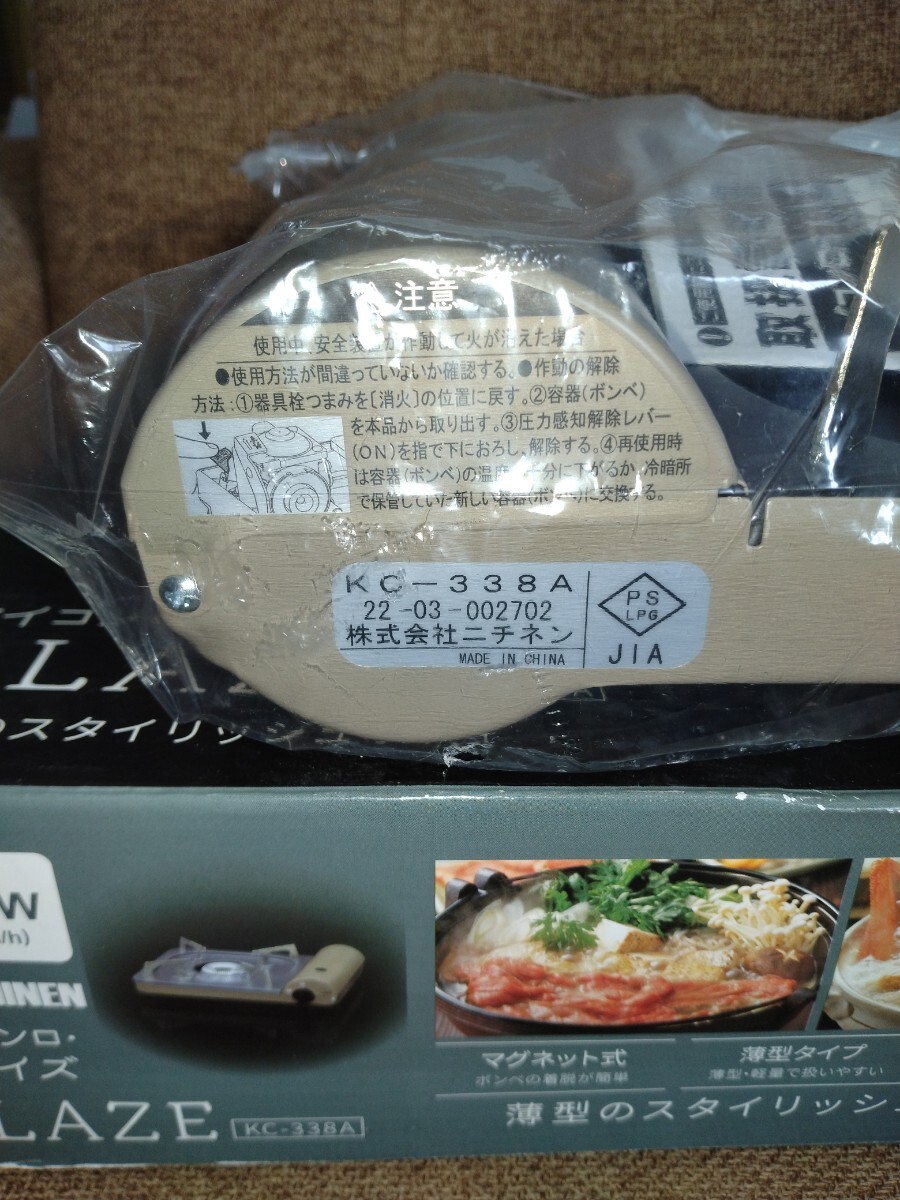 注意
使用中、安全装置が作動して火が消えた場合
●使用方法が間違っていないか確認する。●作動の解除
方法:①器具栓つまみを[消火]の位置に戻す。②容器(ボンベ)
を本品から取り出す。③圧力感知解除レバー
(ON)を指で下におろし、解除する。④再使用時
は容器(ボンベ)の温度が十分に下がるか、冷暗所
で保管していた新しい容器(ボンベ)に交換する。
KC-338A
22-03-002702
株式会社ニチネン
MADE IN CHINA
PS
LPG
JIA
イコ
LA
のスタイリッシ
W
/h)
INEN
ンロ・
イズ
LAZE
KC-338A
マグネット式
ボンベの着脱が簡単
薄型タイプ
薄型・軽量で扱いやすい
薄型のスタイリッシュ